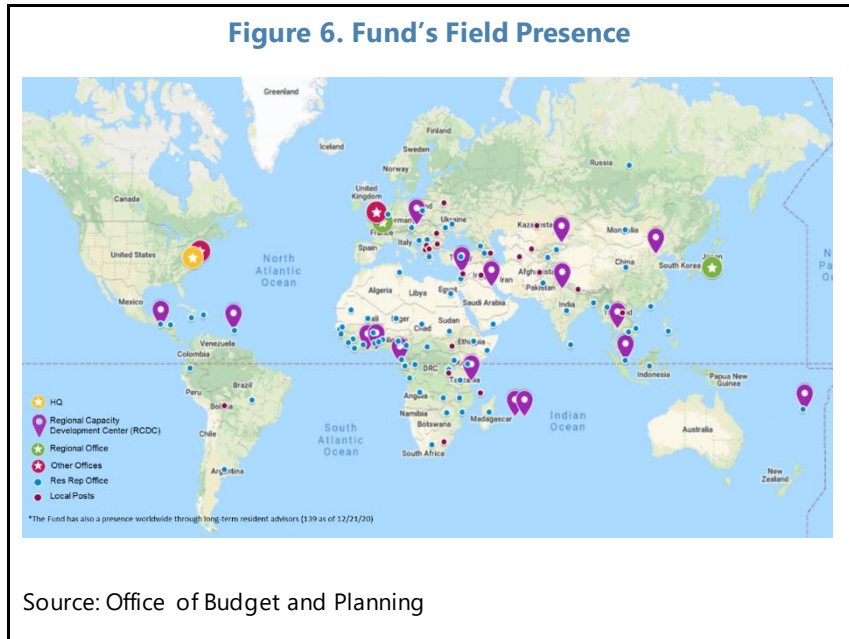 Figure 6. Fund's Field Presence
Greenland
Iceland
Finland
Sweden
Norway
Russia
Canada
United
Kingdom
Ukraine
France
Kazakhstan
Mongolia
United States
North
Atlantic
Ocean
Spain
Italy
China
South Korea
Afghanistan
Iran
Pakistan
Algeria
Libya
Egypt
Saudi Arabia
India
Mexico
Mali
Niger
Chad
Sudan
Ethiopia
Venezuela
Colombia
DRC
Tanzania
Indonesia
Papua New
Guinea
Peru
Brazil
Bolivia
Angola
Namibia
Botswana
Madagascar
Indian
Ocean
Australia
South
Atlantic
Ocean
Chile
South Africa
Argentina
New
Zealand
HQ
Regional Capacity
Development Center (RCDC)
Regional Office
Other Offices
Res Rep Office
Local Posts
*The Fund has also a presence worldwide through long-term resident advisors (139 as of 12/21/20)
Source: Office of Budget and Planning